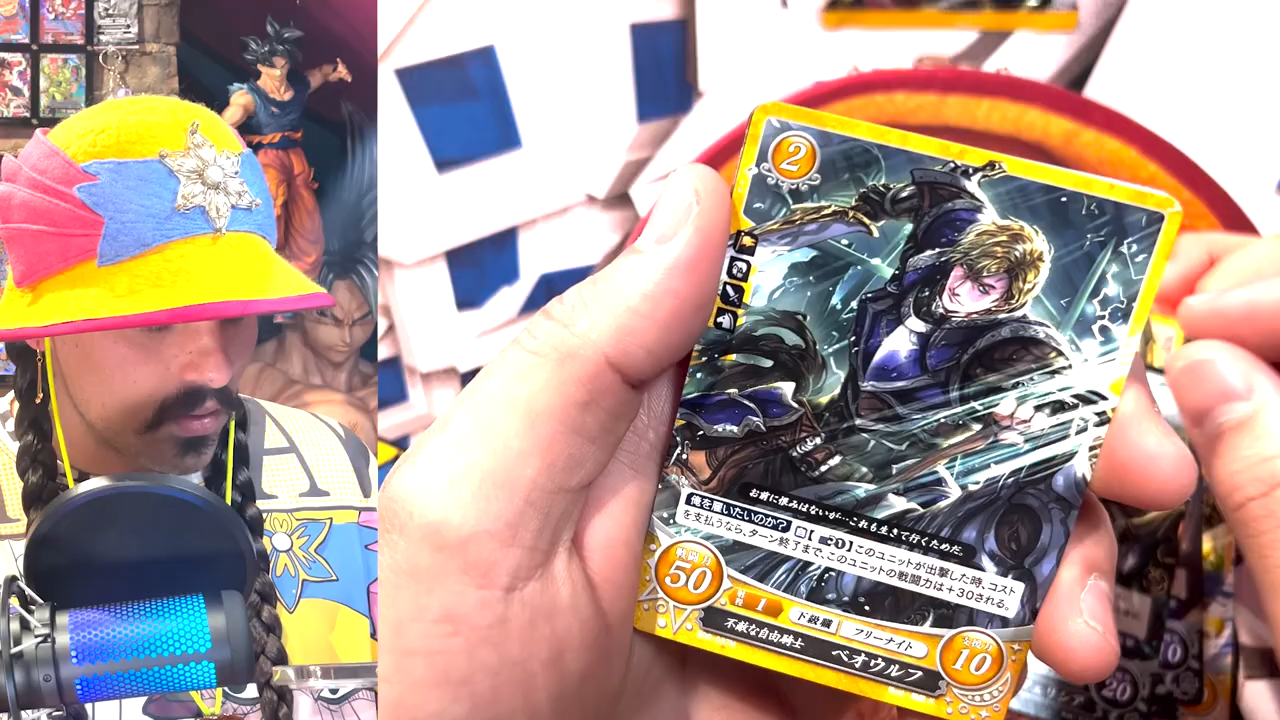 2
お前に恨みはないが…これも生きて行くためだ。
俺を雇いたいのか？【 1】このユニットが出撃した時、コスト
を支払うなら、ターン終了まで、このユニットの戦闘力は＋30される。
戦闘力
50
射程 1
下級職
フリーナイト
不敵な自由騎士 ベオウルフ
支援力
10
0
20
A